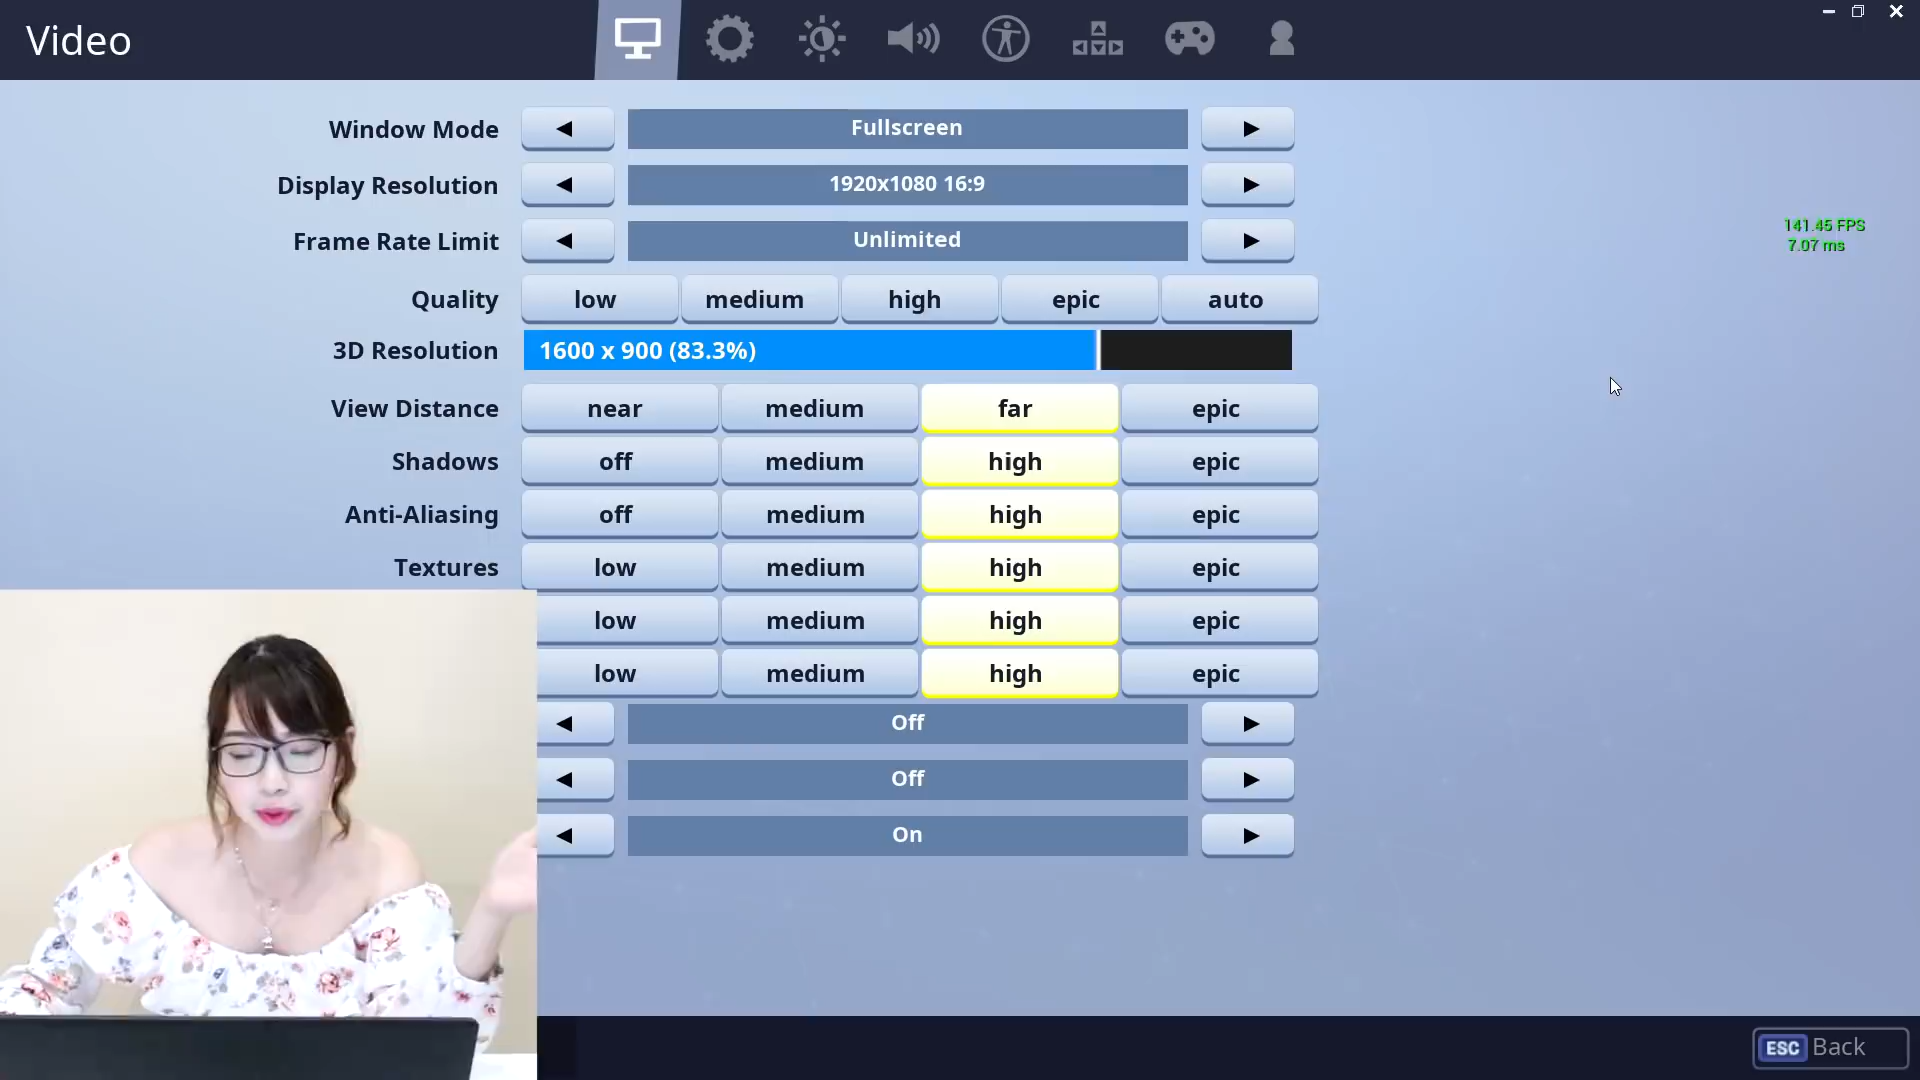 Video
Window Mode Fullscreen
Display Resolution 1920x1080 16:9
Frame Rate Limit Unlimited
141.45 FPS
7.07 ms
Quality low medium high epic auto
3D Resolution 1600 x 900 (83.3%)
View Distance near medium far epic
Shadows off medium high epic
Anti-Aliasing off medium high epic
Textures low medium high epic
low medium high epic
low medium high epic
Off
Off
On
ESC Back